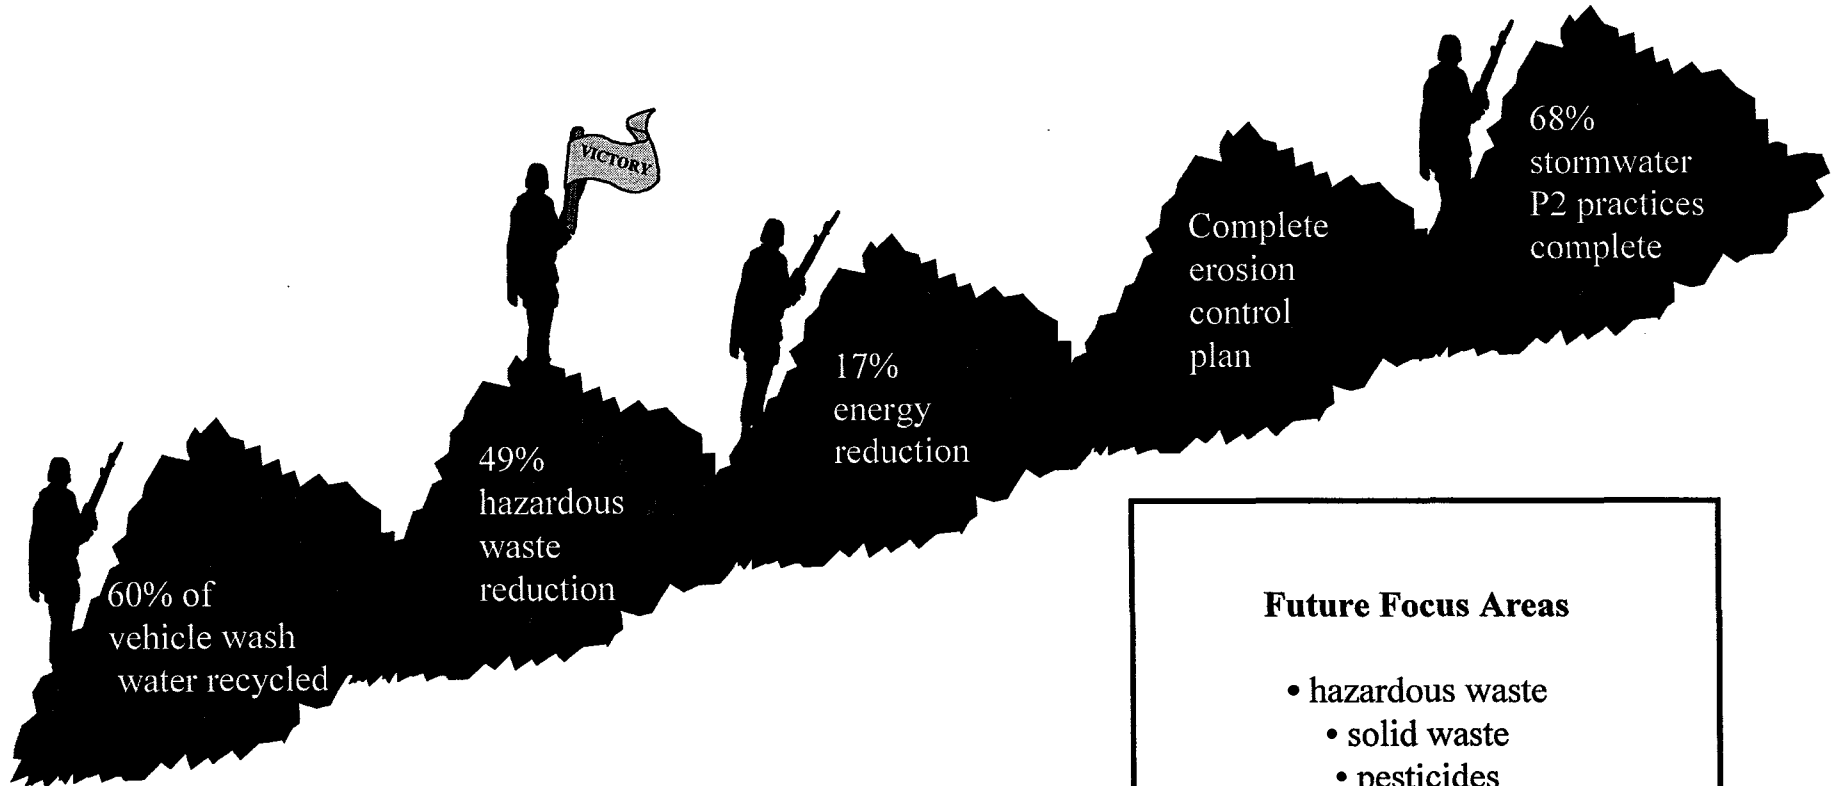 VICTORY
60% of
vehicle wash
water recycled
49%
hazardous
waste
reduction
17%
energy
reduction
Complete
erosion
control
plan
68%
stormwater
P2 practices
complete
Future Focus Areas
• hazardous waste
• solid waste
• pesticides